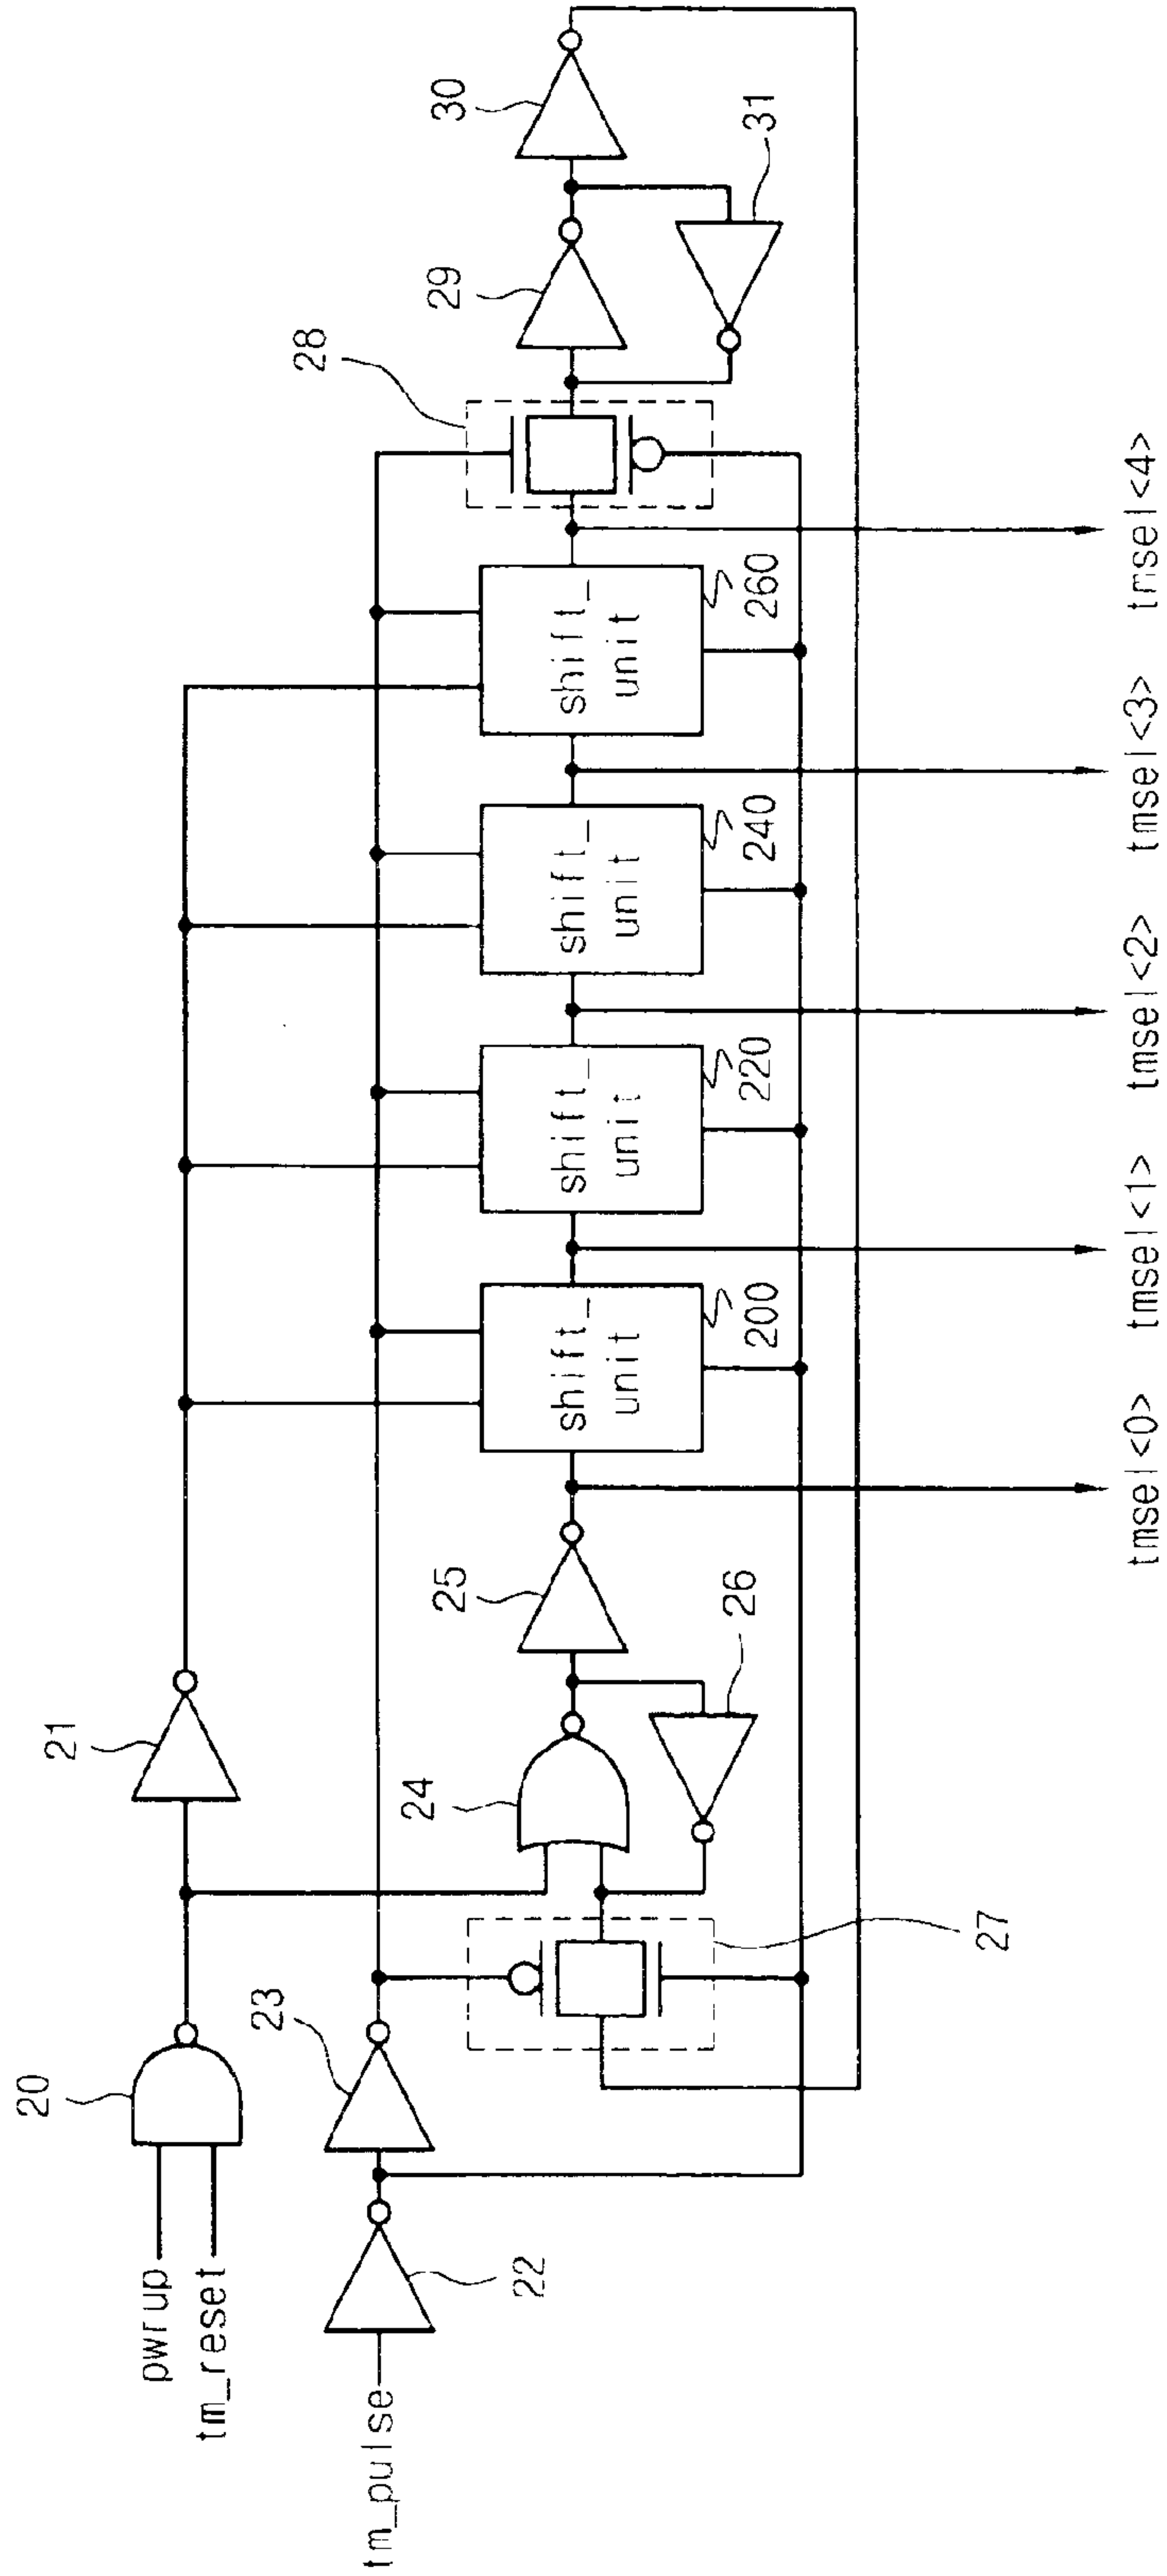 pwrup
tm_reset
20
21
tm_pulse
22
23
24
25
26
27
shift_
unit
200
shift_
unit
220
shift_
unit
240
shift_
unit
260
28
29
30
31
tmsel<0>
tmsel<1>
tmsel<2>
tmsel<3>
tmsel<4>